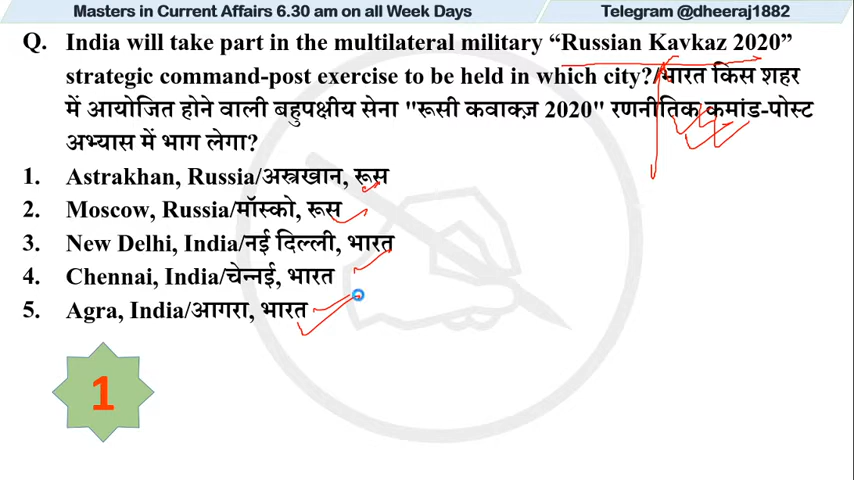 Masters in Current Affairs 6.30 am on all Week Days
Telegram @dheeraj1882
Q. India will take part in the multilateral military “Russian Kavkaz 2020”
strategic command-post exercise to be held in which city?/भारत किस शहर
में आयोजित होने वाली बहुपक्षीय सेना "रूसी कवाक्ज़ 2020" रणनीतिक कमांड-पोस्ट
अभ्यास में भाग लेगा?
1. Astrakhan, Russia/अस्त्रखान, रूस
2. Moscow, Russia/मॉस्को, रूस
3. New Delhi, India/नई दिल्ली, भारत
4. Chennai, India/चेन्नई, भारत
5. Agra, India/आगरा, भारत
1